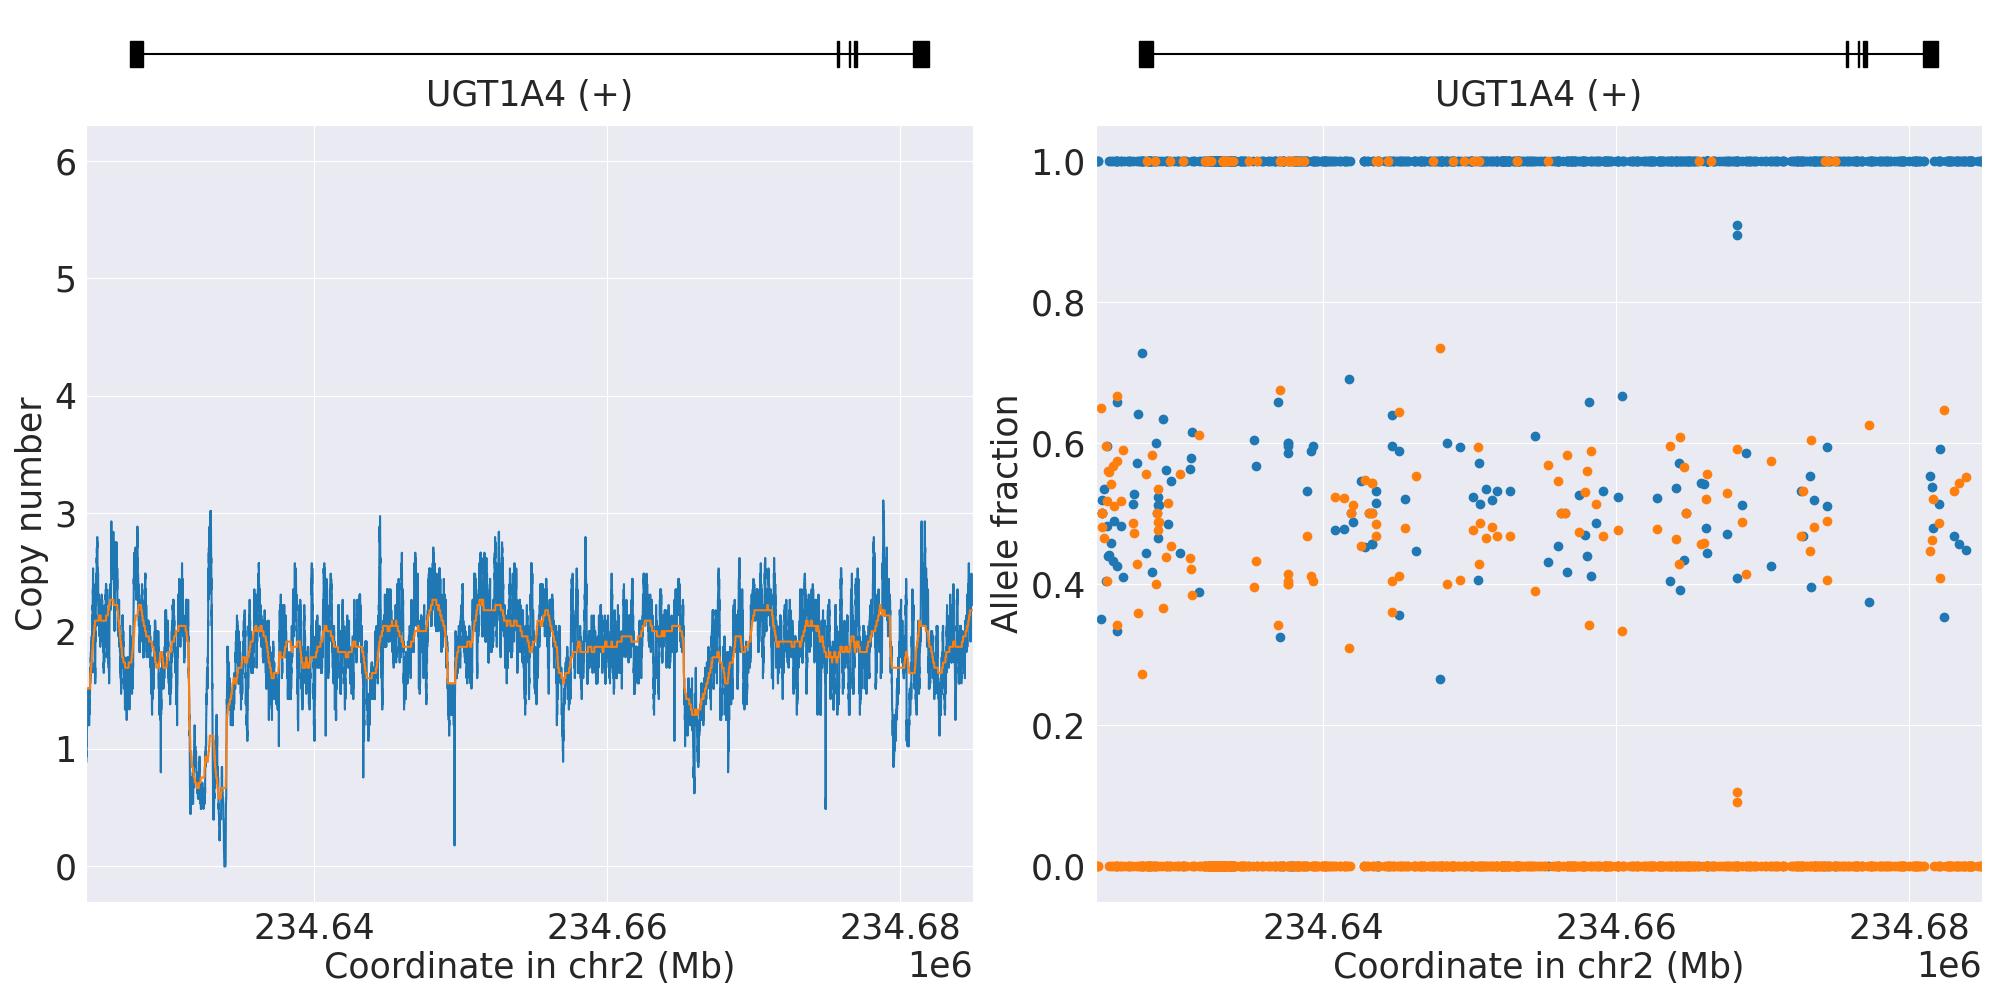 UGT1A4 (+)
6
5
4
3
2
1
0
Copy number
234.64 234.66 234.68
1e6
Coordinate in chr2 (Mb)
UGT1A4 (+)
1.0
0.8
0.6
0.4
0.2
0.0
Allele fraction
234.64 234.66 234.68
1e6
Coordinate in chr2 (Mb)